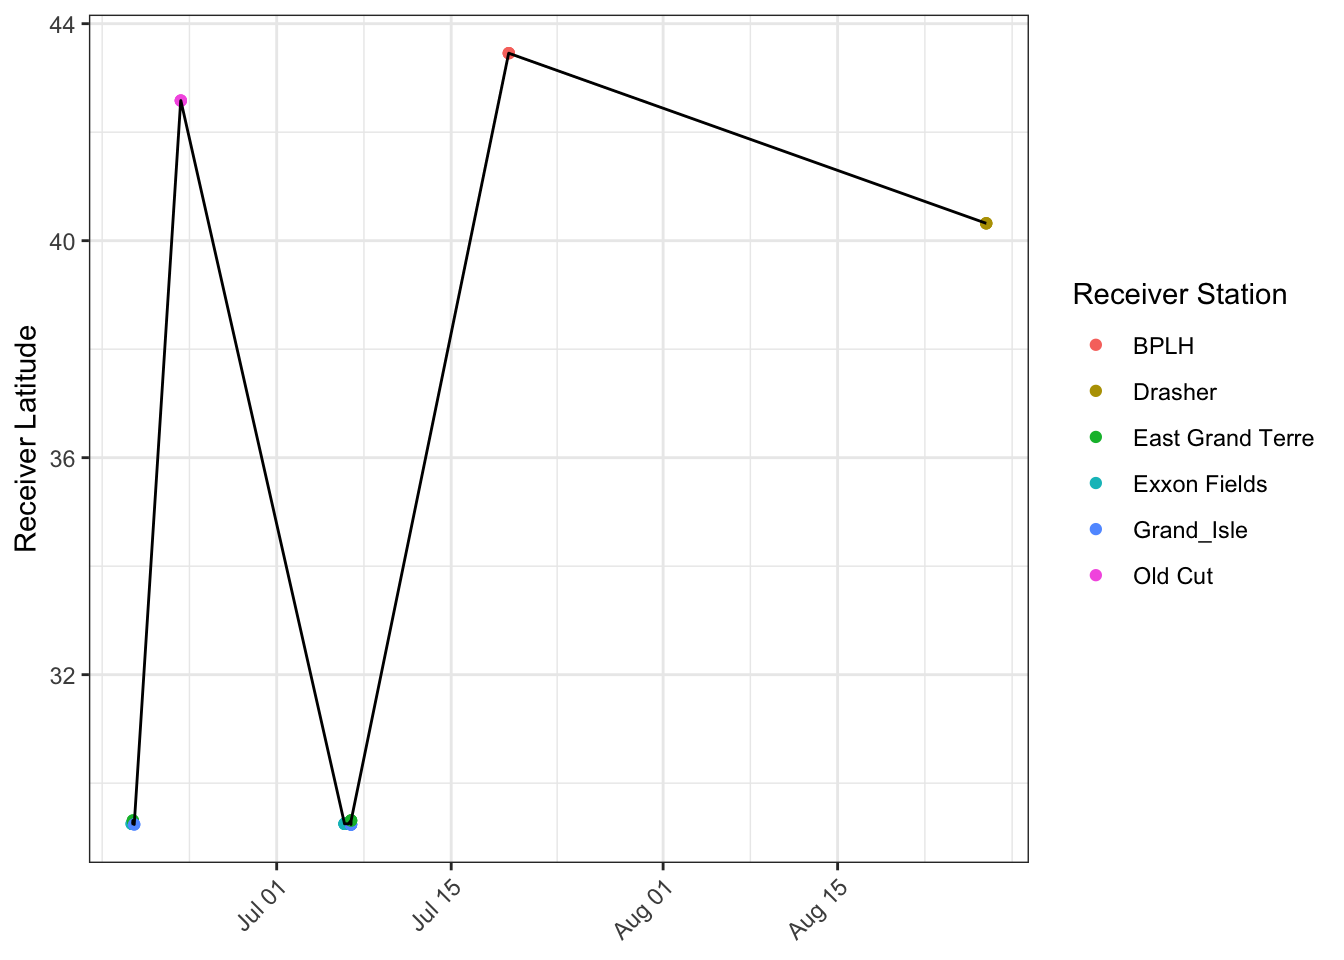 44
40
36
32
Receiver Latitude
Jul 01
Jul 15
Aug 01
Aug 15
Receiver Station
BPLH
Drasher
East Grand Terre
Exxon Fields
Grand_Isle
Old Cut